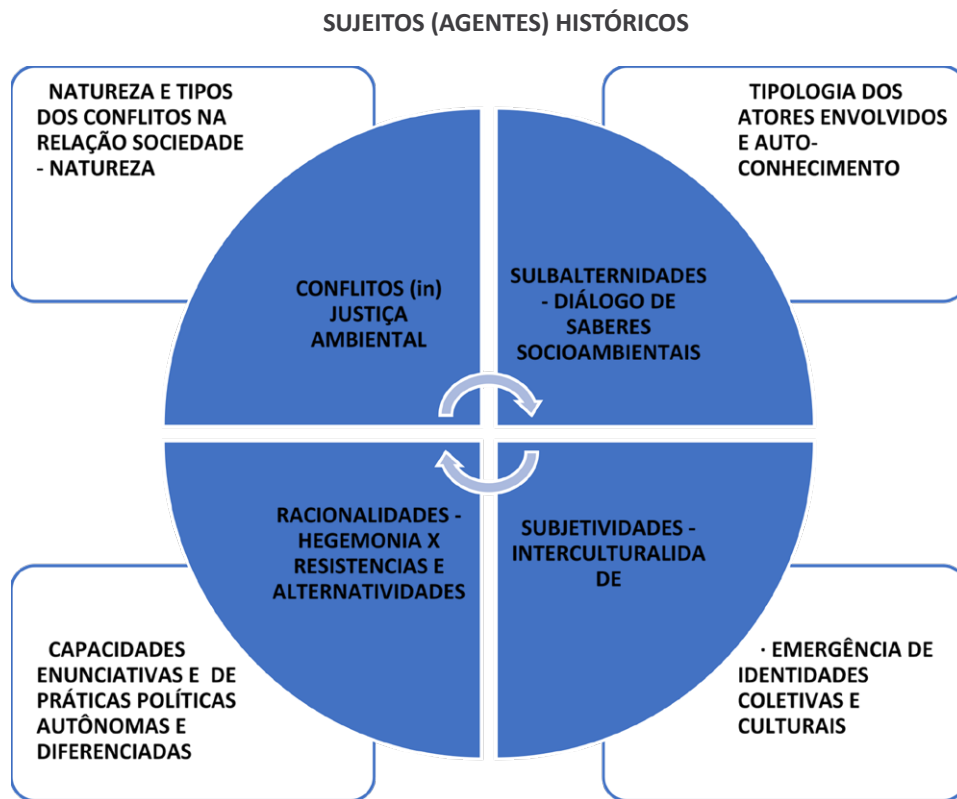 SUJEITOS (AGENTES) HISTÓRICOS
NATUREZA E TIPOS
DOS CONFLITOS NA
RELAÇÃO SOCIEDADE
- NATUREZA
TIPOLOGIA DOS
ATORES ENVOLVIDOS
E AUTO-
CONHECIMENTO
CONFLITOS (in)
JUSTIÇA
AMBIENTAL
SULBALTERNIDADES
- DIÁLOGO DE
SABERES
SOCIOAMBIENTAIS
RACIONALIDADES -
HEGEMONIA X
RESISTENCIAS E
ALTERNATIVIDADES
SUBJETIVIDADES -
INTERCULTURALIDA
DE
CAPACIDADES
ENUNCIATIVAS E DE
PRÁTICAS POLÍTICAS
AUTÔNOMAS E
DIFERENCIADAS
· EMERGÊNCIA DE
IDENTIDADES
COLETIVAS E
CULTURAIS